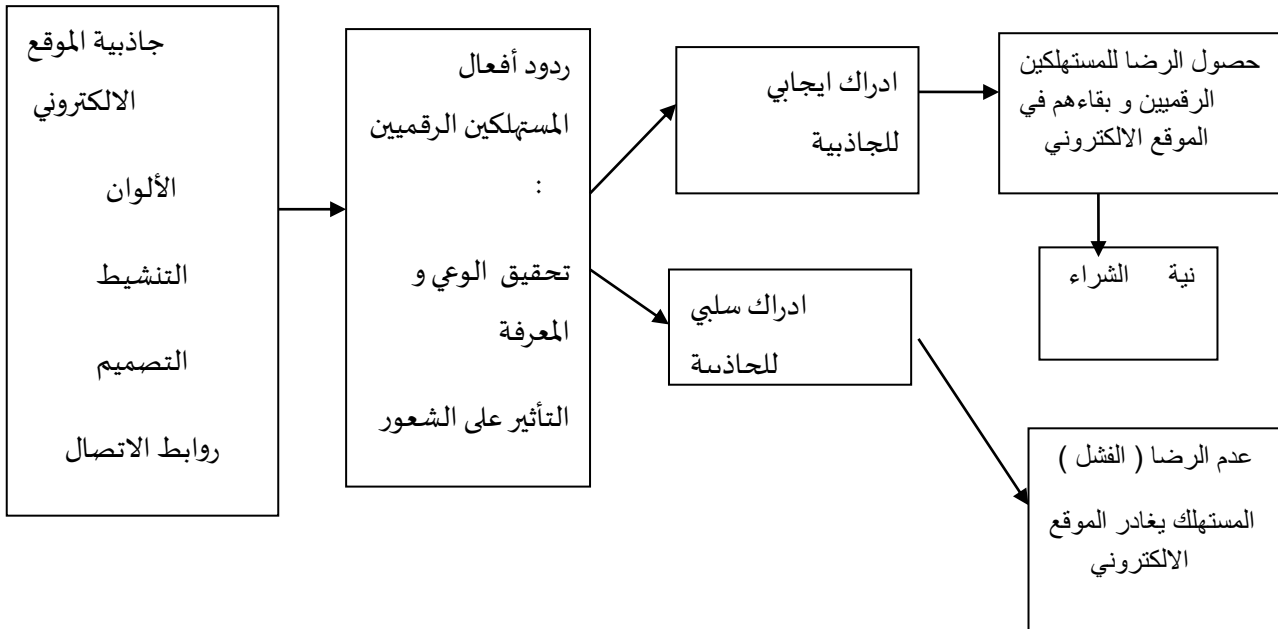 جاذبية الموقع
الالكتروني
الألوان
التنشيط
التصميم
روابط الاتصال
ردود أفعال
المستهلكين الرقميين
:
تحقيق الوعي و
المعرفة
التأثير على الشعور
ادراك ايجابي
للجاذبية
حصول الرضا للمستهلكين
الرقميين و بقاءهم في
الموقع الالكتروني
نية الشراء
ادراك سلبي
للجاذبية
عدم الرضا ( الفشل )
المستهلك يغادر الموقع
الالكتروني